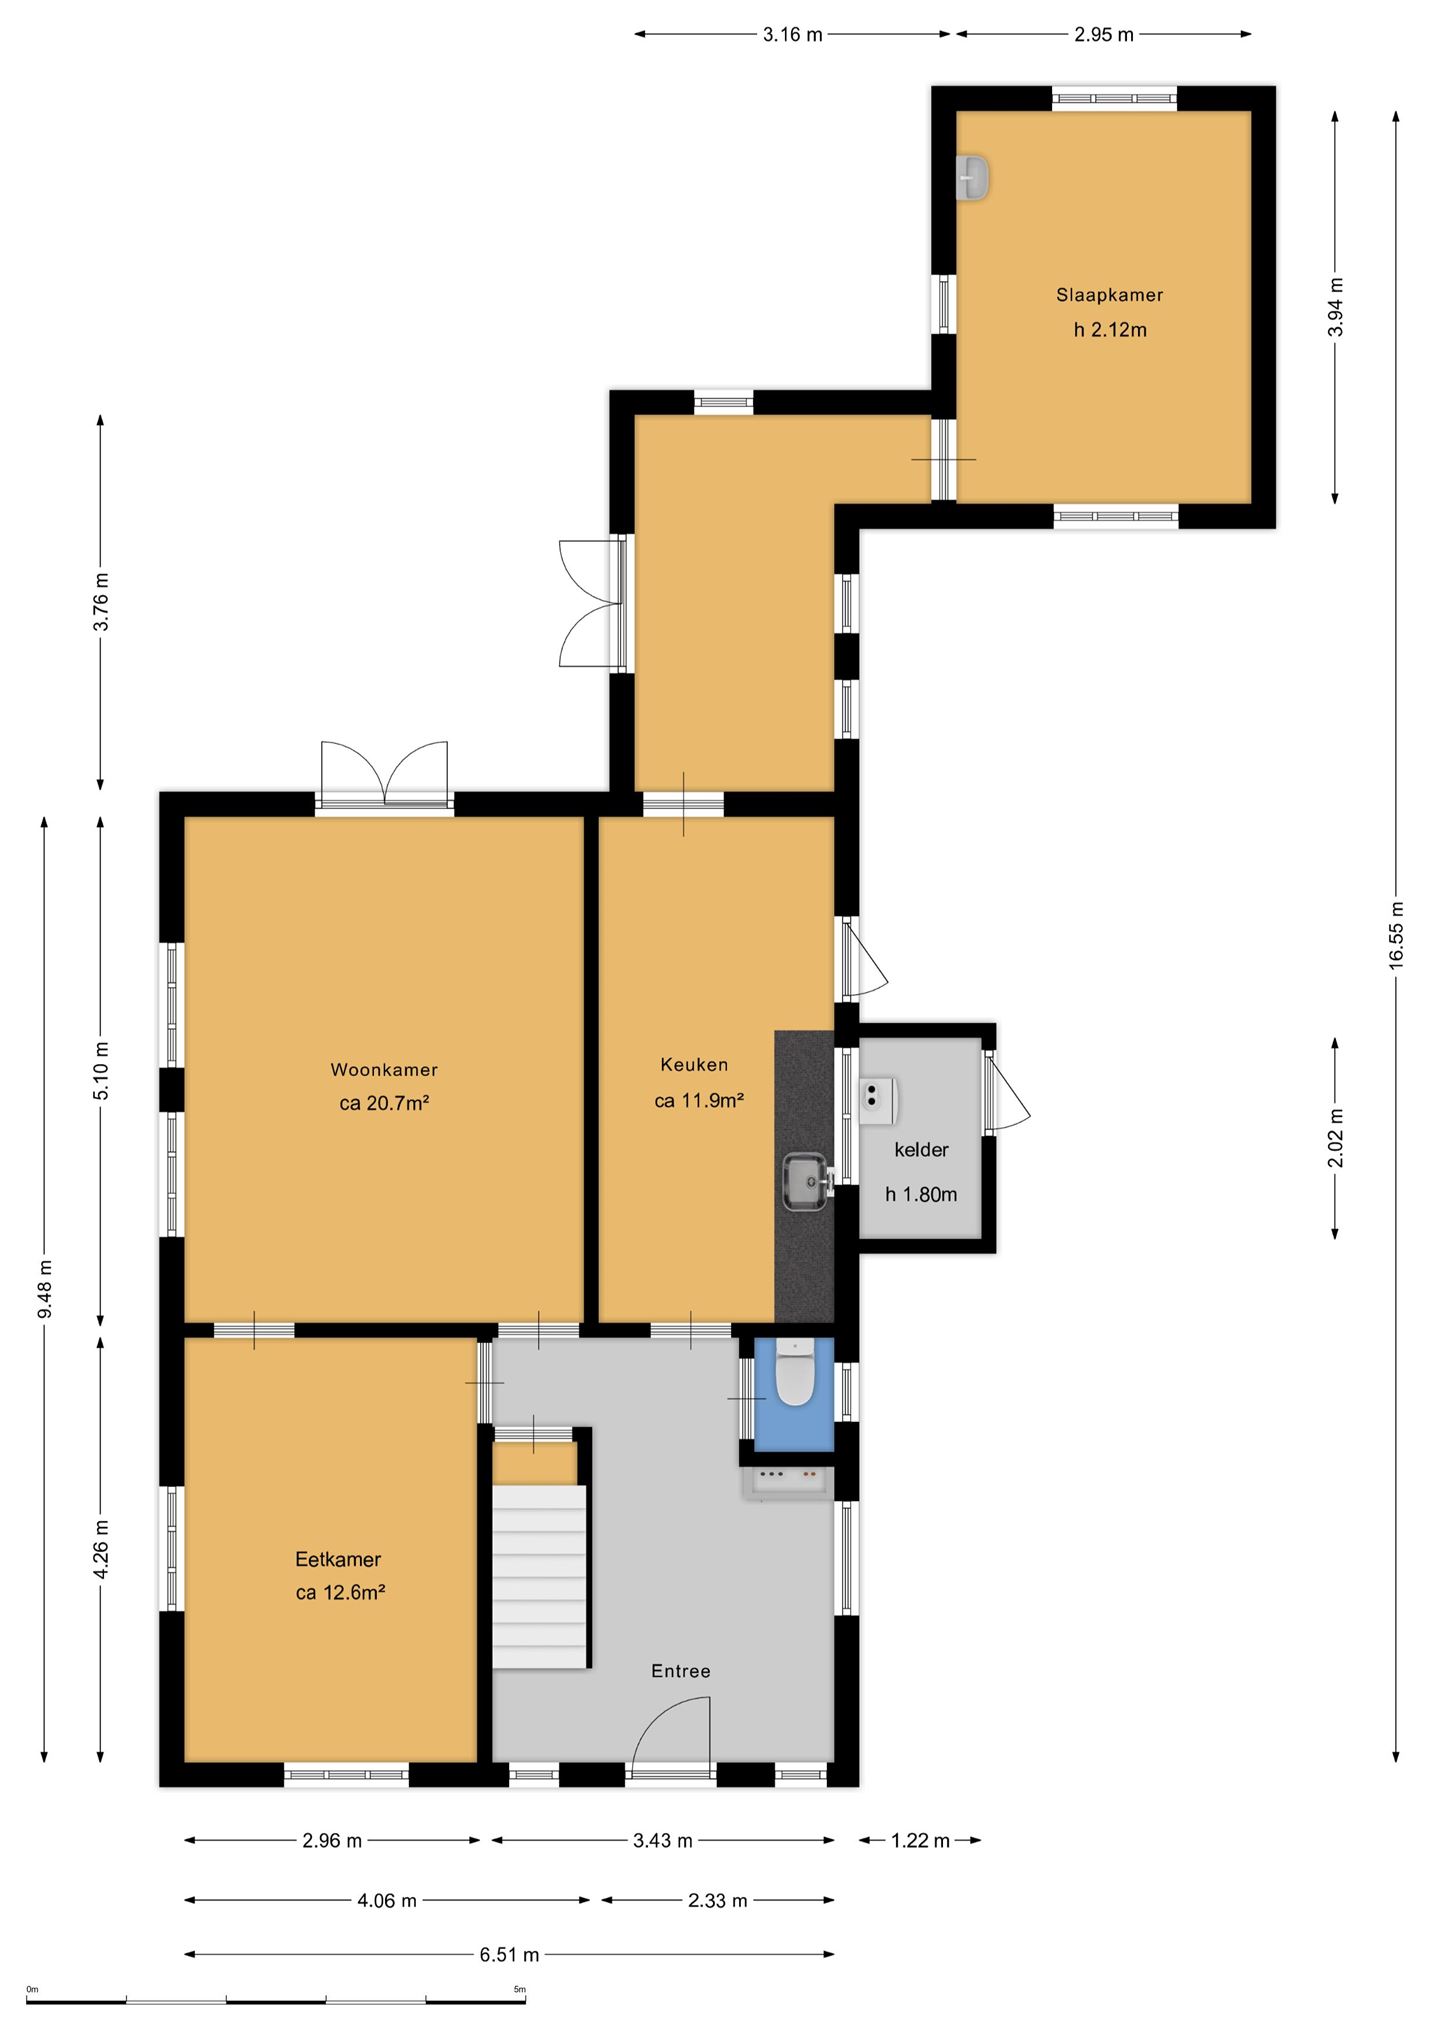 3.16 m
2.95 m
Slaapkamer
h 2.12m
3.94 m
3.76 m
16.55 m
5.10 m
9.48 m
Woonkamer
ca 20.7m²
Keuken
ca 11.9m²
kelder
h 1.80m
2.02 m
4.26 m
Eetkamer
ca 12.6m²
Entree
2.96 m
3.43 m
1.22 m
4.06 m
2.33 m
6.51 m
0m
5m